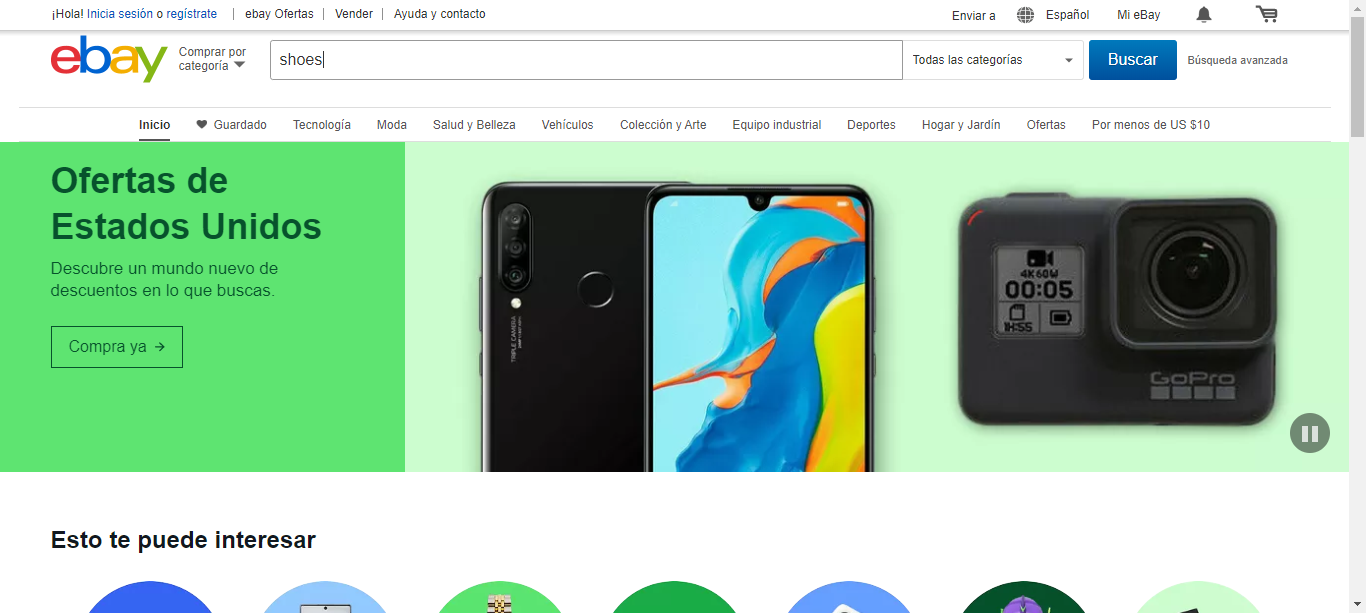 ¡Hola! Inicia sesión o regístrate | ebay Ofertas | Vender | Ayuda y contacto
Enviar a Español Mi eBay
ebay
Comprar por
categoría
shoes
Todas las categorías
Buscar
Búsqueda avanzada
Inicio Guardado Tecnología Moda Salud y Belleza Vehículos Colección y Arte Equipo industrial Deportes Hogar y Jardín Ofertas Por menos de US $10
Ofertas de
Estados Unidos
Descubre un mundo nuevo de
descuentos en lo que buscas.
Compra ya →
TRIPLE CAMERA
4K60W
00:05
1H:55
GoPro
Esto te puede interesar